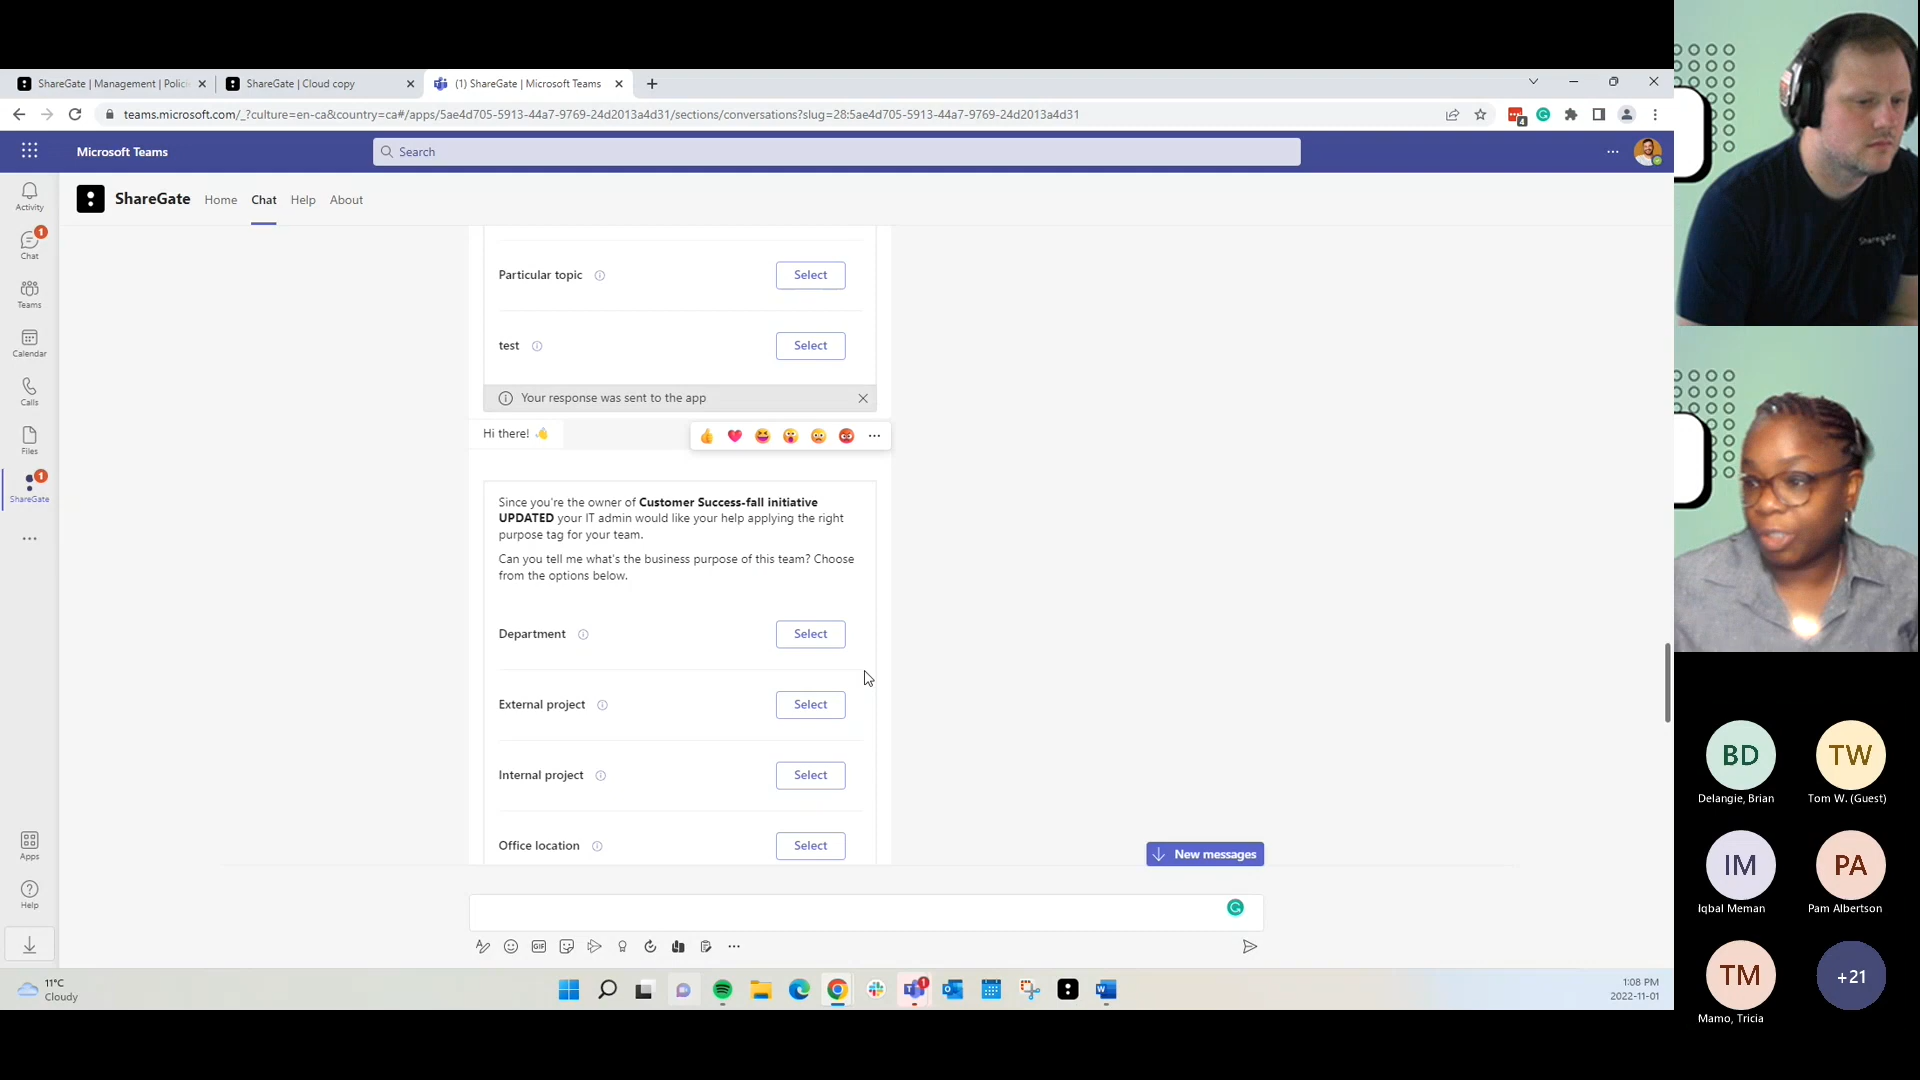 ShareGate | Management | Polici
ShareGate | Cloud copy
(1) ShareGate | Microsoft Teams
teams.microsoft.com/_?culture=en-ca&country=ca#/apps/5ae4d705-5913-44a7-9769-24d2013a4d31/sections/conversations?slug=28:5ae4d705-5913-44a7-9769-24d2013a4d31
4
Microsoft Teams
Search
ShareGate
Home
Chat
Help
About
Activity
1
Chat
Teams
Calendar
Calls
Files
1
ShareGate
Apps
Help
Particular topic
Select
test
Select
Your response was sent to the app
Hi there! 👋
Since you're the owner of Customer Success-fall initiative
UPDATED your IT admin would like your help applying the right
purpose tag for your team.
Can you tell me what's the business purpose of this team? Choose
from the options below.
Department
Select
External project
Select
Internal project
Select
Office location
Select
New messages
GIF
11°C
Cloudy
1
1:08 PM
2022-11-01
Sharegate
BD
Delangie, Brian
TW
Tom W. (Guest)
IM
Iqbal Meman
PA
Pam Albertson
TM
Mamo, Tricia
+21